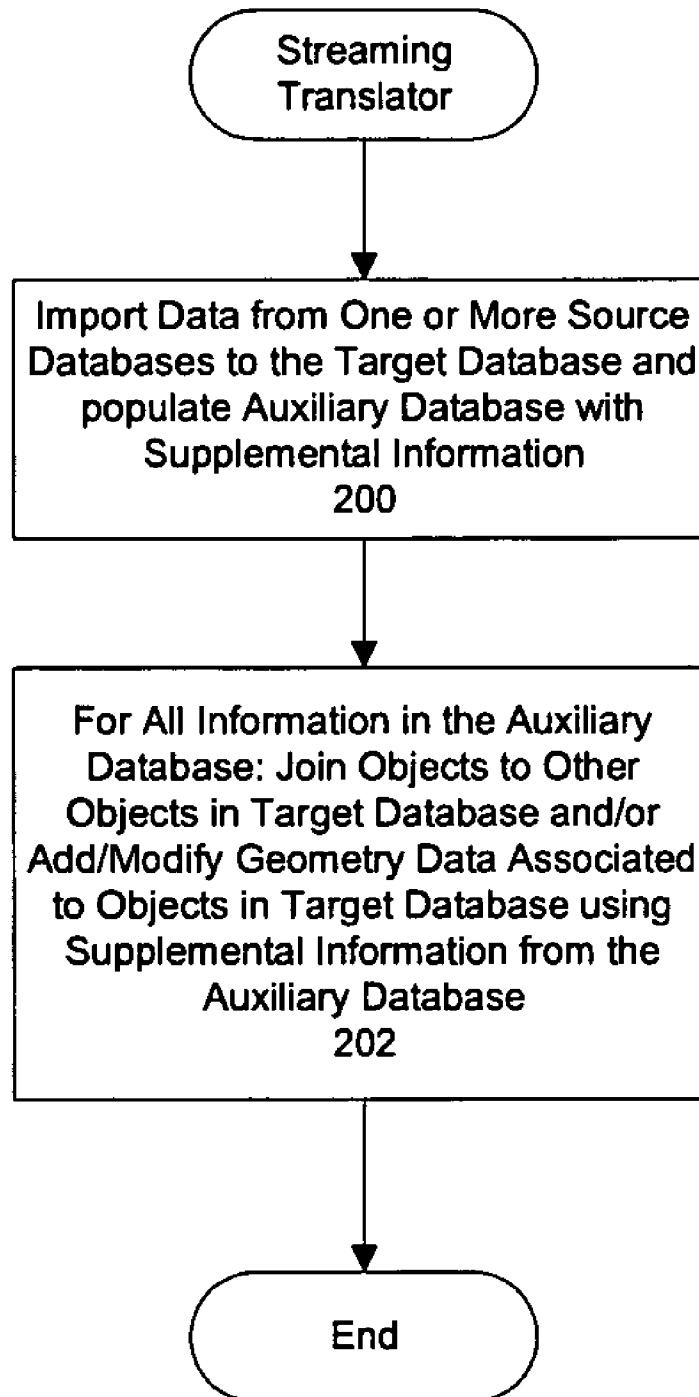 Streaming
Translator
Import Data from One or More Source
Databases to the Target Database and
populate Auxiliary Database with
Supplemental Information
200
For All Information in the Auxiliary
Database: Join Objects to Other
Objects in Target Database and/or
Add/Modify Geometry Data Associated
to Objects in Target Database using
Supplemental Information from the
Auxiliary Database
202
End